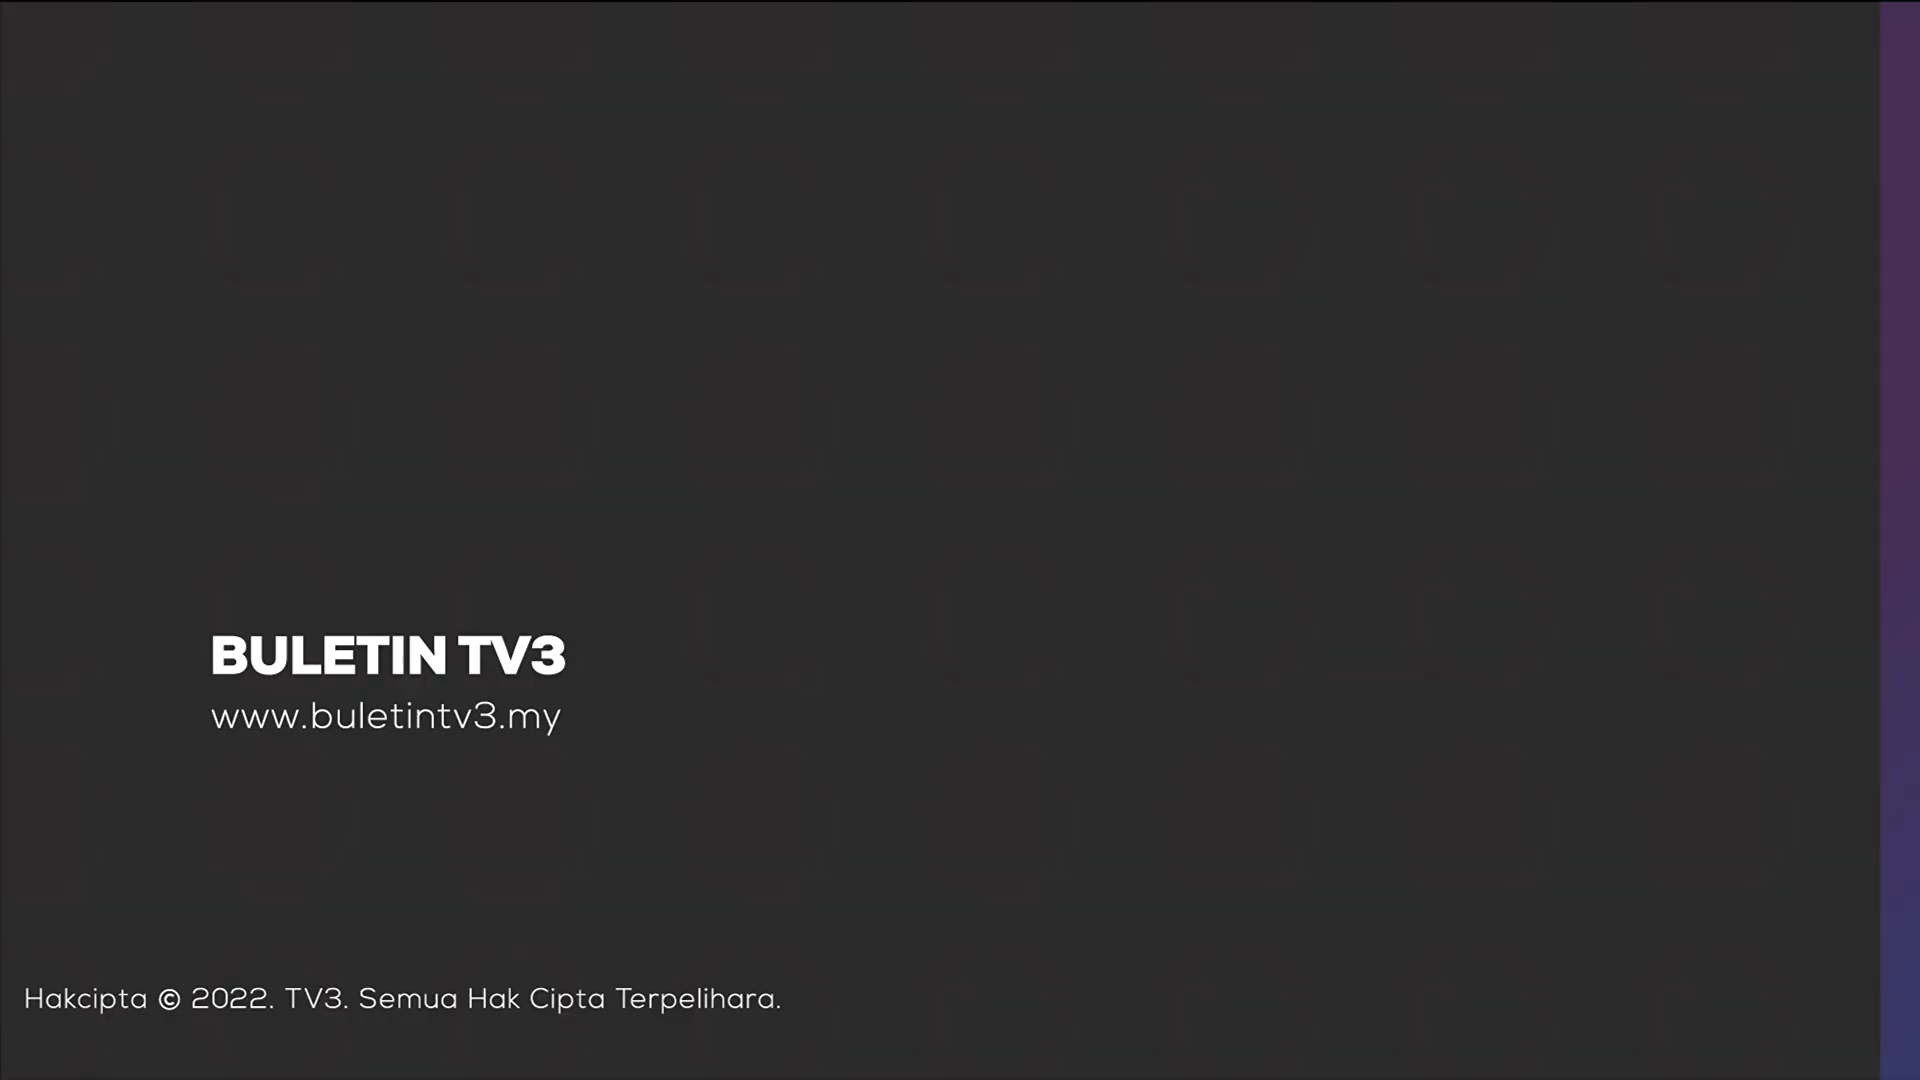 BULETIN TV3
www.buletintv3.my
Hakcipta © 2022. TV3. Semua Hak Cipta Terpelihara.